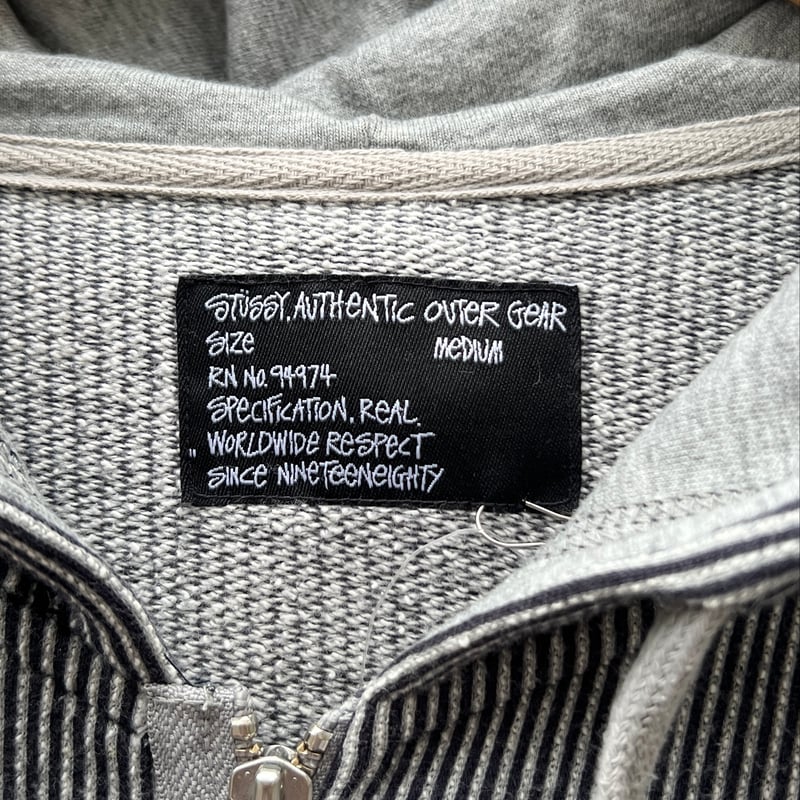 STÜSSY. AUTHENTIC OUTER GEAR
SIZE MEDIUM
RN No. 94974
SPECIFICATION. REAL.
" WORLDWIDE RESPECT
SINCE NINETEENEIGHTY